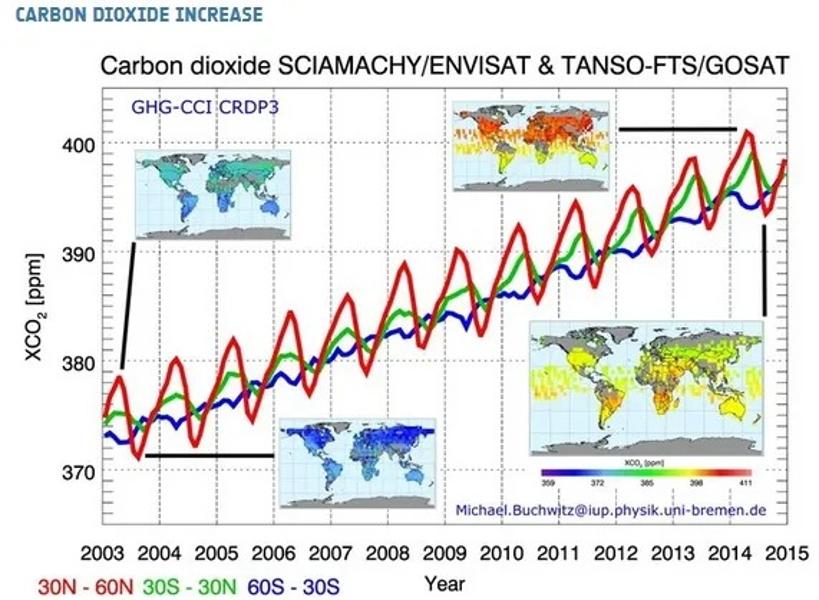 CARBON DIOXIDE INCREASE
Carbon dioxide SCIAMACHY/ENVISAT & TANSO-FTS/GOSAT
GHG-CCI CRDP3
400
390
380
370
XCO₂ [ppm]
XCO₂ [ppm]
359 372 385 398 411
Michael.Buchwitz@iup.physik.uni-bremen.de
2003 2004 2005 2006 2007 2008 2009 2010 2011 2012 2013 2014 2015
30N - 60N 30S - 30N 60S - 30S Year